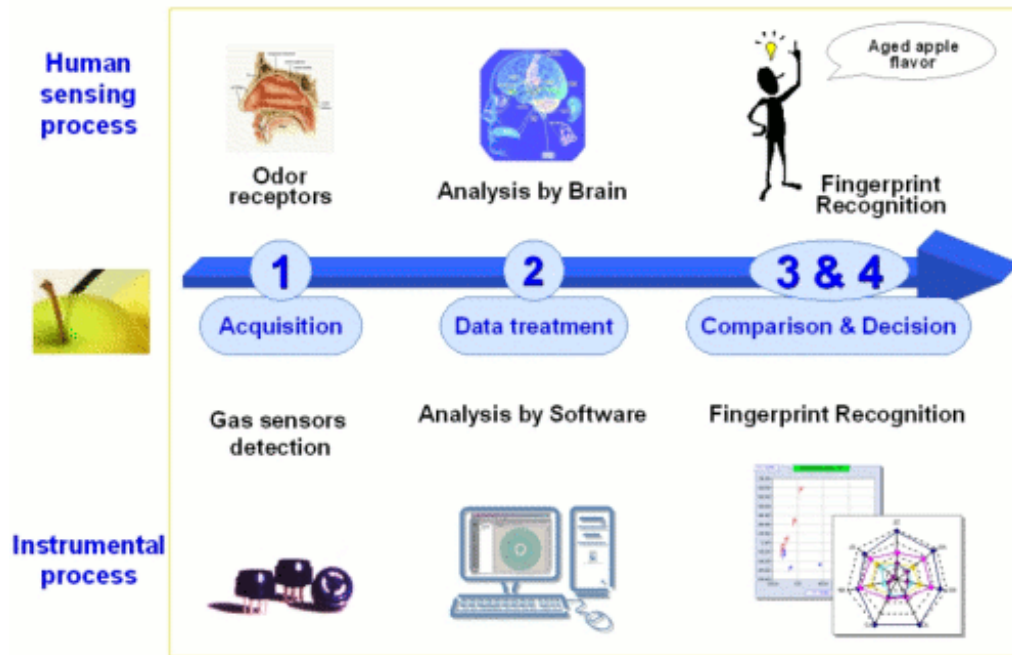 Human
sensing
process
Aged apple
flavor
Odor
receptors
Analysis by Brain
Fingerprint
Recognition
1
2
3 & 4
Acquisition
Data treatment
Comparison & Decision
Gas sensors
detection
Analysis by Software
Fingerprint Recognition
Instrumental
process